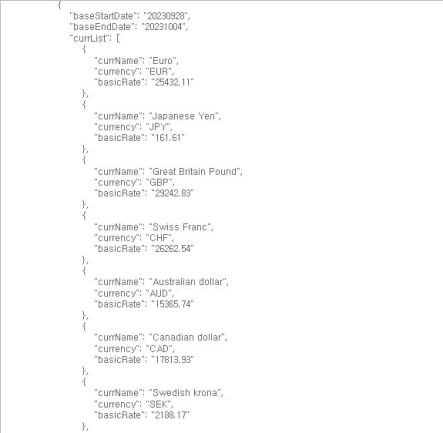 {
"baseStartDate": "20230928",
"baseEndDate": "20231004",
"currList": [
{
"currName": "Euro",
"currency": "EUR",
"basicRate": "25432.11"
},
{
"currName": "Japanese Yen",
"currency": "JPY",
"basicRate": "161.61"
},
{
"currName": "Great Britain Pound",
"currency": "GBP",
"basicRate": "29242.83"
},
{
"currName": "Swiss Franc",
"currency": "CHF",
"basicRate": "26262.54"
},
{
"currName": "Australian dollar",
"currency": "AUD",
"basicRate": "15365.74"
},
{
"currName": "Canadian dollar",
"currency": "CAD",
"basicRate": "17813.93"
},
{
"currName": "Swedish krona",
"currency": "SEK",
"basicRate": "2188.17"
},